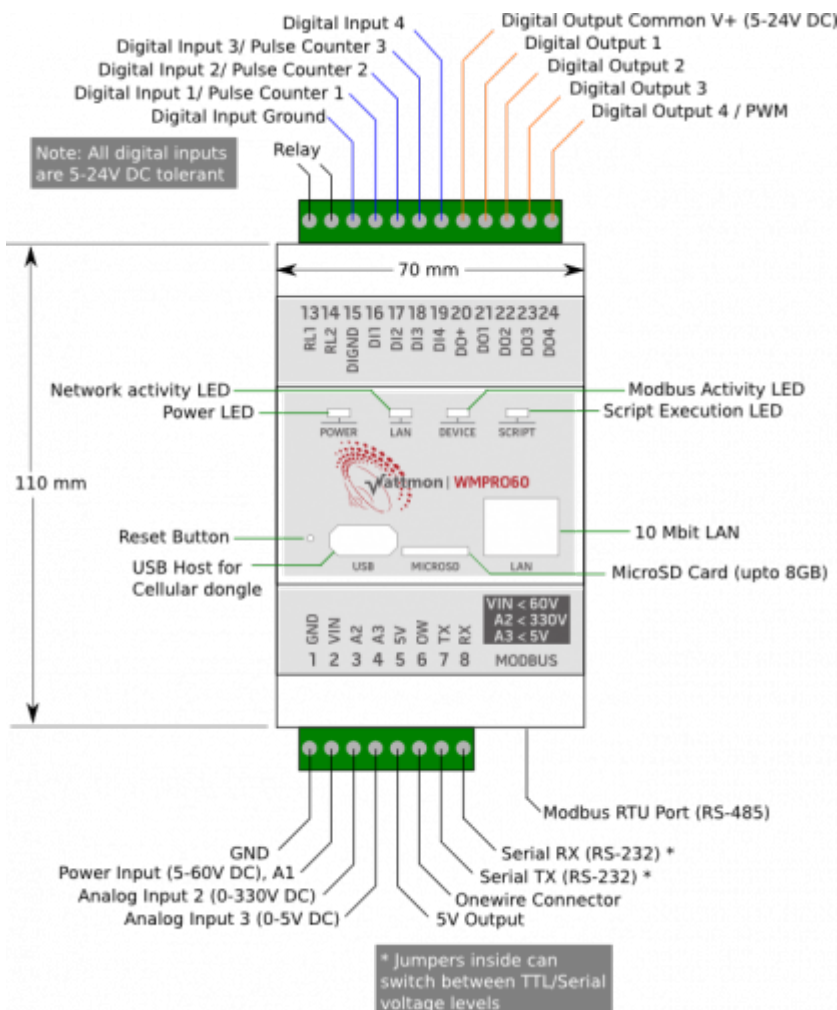 Digital Input 4
Digital Input 3/ Pulse Counter 3
Digital Input 2/ Pulse Counter 2
Digital Input 1/ Pulse Counter 1
Digital Input Ground
Relay
Digital Output Common V+ (5-24V DC)
Digital Output 1
Digital Output 2
Digital Output 3
Digital Output 4 / PWM
Note: All digital inputs
are 5-24V DC tolerant
70 mm
110 mm
13 14 15 16 17 18 19 20 21 22 23 24
RL1 RL2 DIGND DI1 DI2 DI3 DI4 DO+ DO1 DO2 DO3 DO4
Network activity LED
Power LED
Modbus Activity LED
Script Execution LED
POWER LAN DEVICE SCRIPT
Wattmon | WMPRO60
Reset Button
USB Host for
Cellular dongle
10 Mbit LAN
MicroSD Card (upto 8GB)
USB MICROSD LAN
GND VIN A2 A3 5V OW TX RX
1 2 3 4 5 6 7 8
VIN < 60V
A2 < 330V
A3 < 5V
MODBUS
Modbus RTU Port (RS-485)
GND
Power Input (5-60V DC), A1
Analog Input 2 (0-330V DC)
Analog Input 3 (0-5V DC)
Serial RX (RS-232) *
Serial TX (RS-232) *
Onewire Connector
5V Output
* Jumpers inside can
switch between TTL/Serial
voltage levels